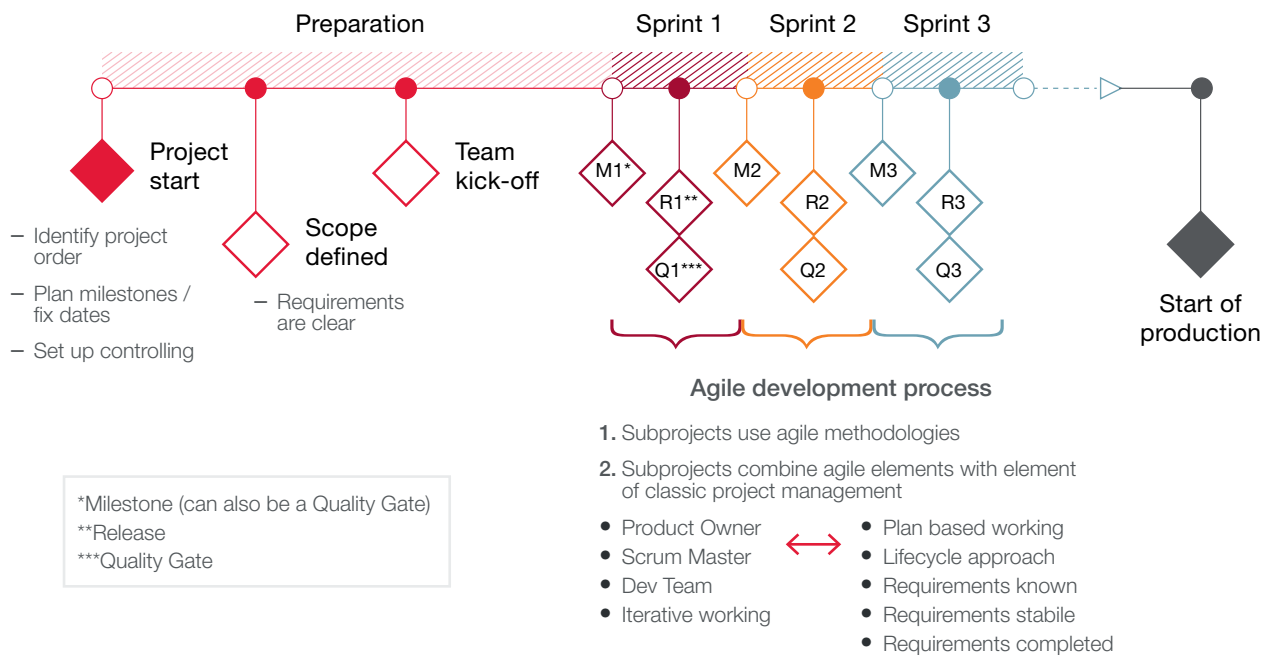 Preparation
Sprint 1
Sprint 2
Sprint 3
Project
start
– Identify project
order
– Plan milestones /
fix dates
– Set up controlling
Scope
defined
– Requirements
are clear
Team
kick-off
M1*
R1**
Q1***
M2
R2
Q2
M3
R3
Q3
Start of
production
Agile development process
1. Subprojects use agile methodologies
2. Subprojects combine agile elements with element
of classic project management
• Product Owner
• Scrum Master
• Dev Team
• Iterative working
• Plan based working
• Lifecycle approach
• Requirements known
• Requirements stabile
• Requirements completed
*Milestone (can also be a Quality Gate)
**Release
***Quality Gate